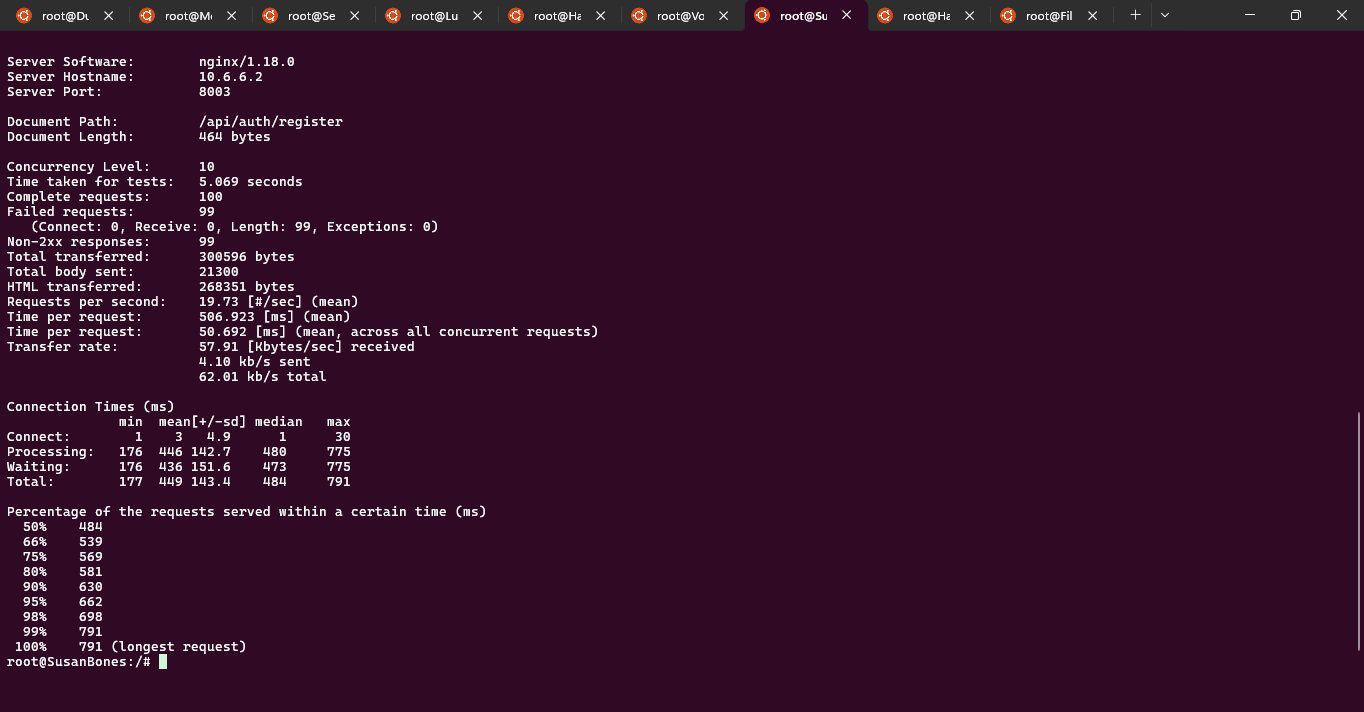 root@Du root@Mo root@Se root@Lu root@Ha root@Vo root@Su root@Ha root@Fil
Server Software:        nginx/1.18.0
Server Hostname:        10.6.6.2
Server Port:            8003
Document Path:          /api/auth/register
Document Length:        464 bytes
Concurrency Level:      10
Time taken for tests:   5.069 seconds
Complete requests:      100
Failed requests:        99
   (Connect: 0, Receive: 0, Length: 99, Exceptions: 0)
Non-2xx responses:      99
Total transferred:      300596 bytes
Total body sent:        21300
HTML transferred:       268351 bytes
Requests per second:    19.73 [#/sec] (mean)
Time per request:       506.923 [ms] (mean)
Time per request:       50.692 [ms] (mean, across all concurrent requests)
Transfer rate:          57.91 [Kbytes/sec] received
                        4.10 kb/s sent
                        62.01 kb/s total
Connection Times (ms)
              min  mean[+/-sd] median   max
Connect:        1    3   4.9      1      30
Processing:   176  446 142.7    480     775
Waiting:      176  436 151.6    473     775
Total:        177  449 143.4    484     791
Percentage of the requests served within a certain time (ms)
  50%    484
  66%    539
  75%    569
  80%    581
  90%    630
  95%    662
  98%    698
  99%    791
 100%    791 (longest request)
root@SusanBones:/#